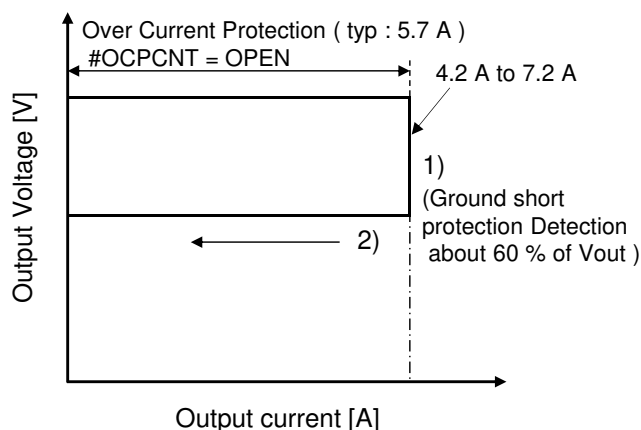 Over Current Protection ( typ : 5.7 A )
#OCPCNT = OPEN
4.2 A to 7.2 A
1)
(Ground short
protection Detection
about 60 % of Vout )
2)
Output Voltage [V]
Output current [A]